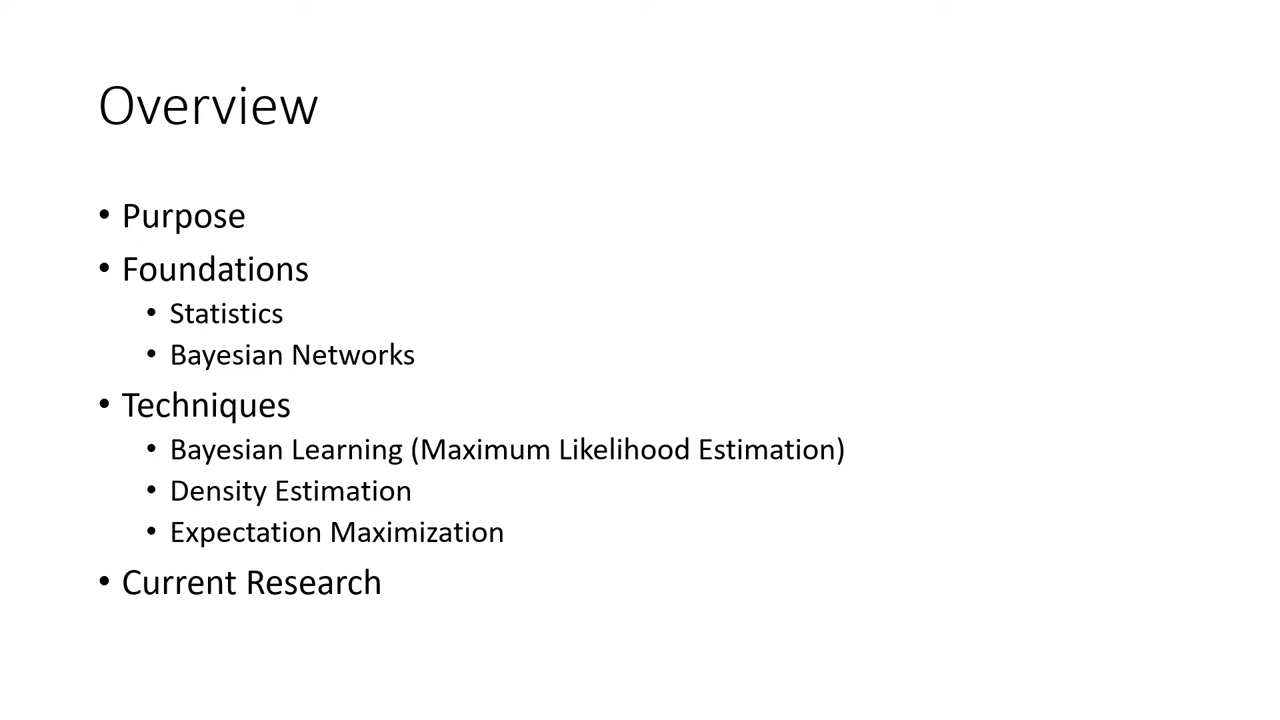 Overview
• Purpose
• Foundations
• Statistics
• Bayesian Networks
• Techniques
• Bayesian Learning (Maximum Likelihood Estimation)
• Density Estimation
• Expectation Maximization
• Current Research